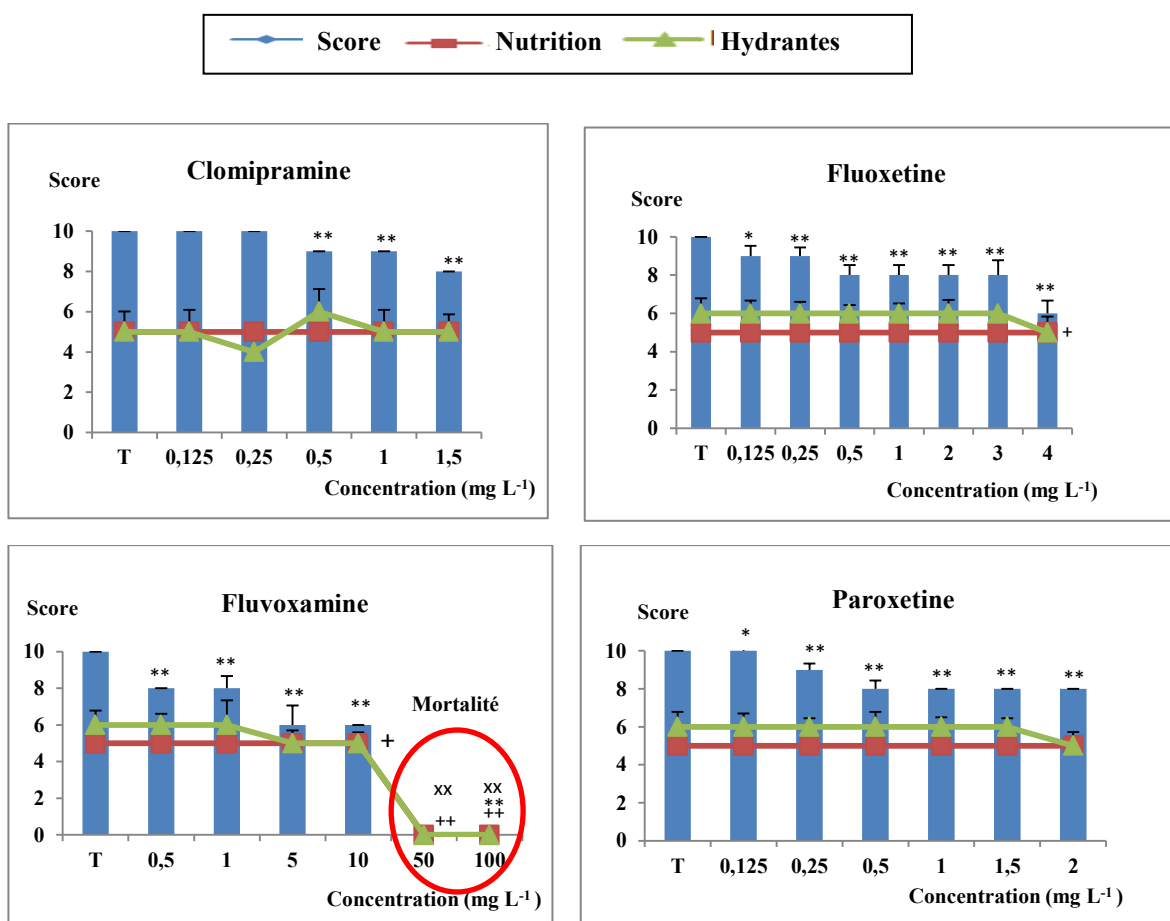 Score Nutrition Hydrantes
Clomipramine
Score
10
8
6
4
2
0
** ** **
T 0,125 0,25 0,5 1 1,5
Concentration (mg L-1)
Fluoxetine
Score
10
8
6
4
2
0
* ** ** ** ** ** **
+
T 0,125 0,25 0,5 1 2 3 4
Concentration (mg L-1)
Fluvoxamine
Score
10
8
6
4
2
0
** ** ** **
+
Mortalité
xx xx
**
++ ++
T 0,5 1 5 10 50 100
Concentration (mg L-1)
Paroxetine
Score
10
8
6
4
2
0
* ** ** ** ** **
T 0,125 0,25 0,5 1 1,5 2
Concentration (mg L-1)